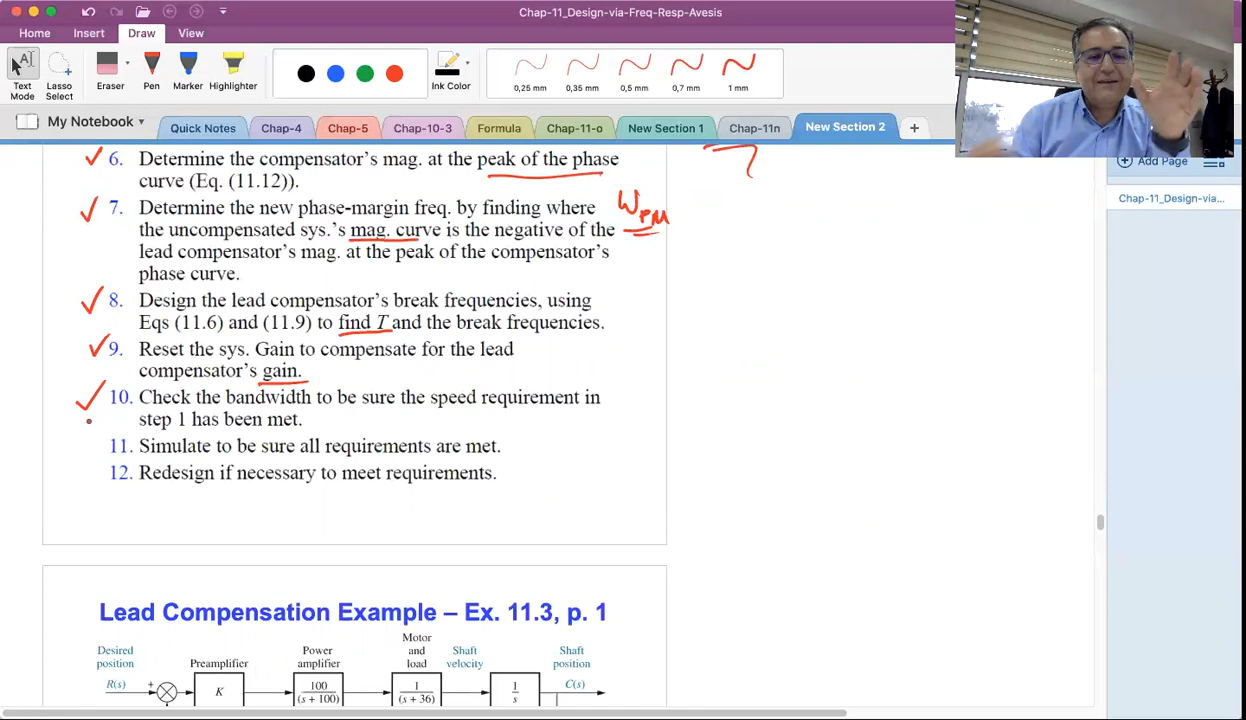 Chap-11_Design-via-Freq-Resp-Avesis
Home Insert Draw View
Text Mode
Lasso Select
Eraser
Pen
Marker
Highlighter
Ink Color
0,25 mm
0,35 mm
0,5 mm
0,7 mm
1 mm
My Notebook
Quick Notes
Chap-4
Chap-5
Chap-10-3
Formula
Chap-11-o
New Section 1
Chap-11n
New Section 2
Add Page
Chap-11_Design-via...
6. Determine the compensator's mag. at the peak of the phase
curve (Eq. (11.12)).
7. Determine the new phase-margin freq. by finding where
the uncompensated sys.'s mag. curve is the negative of the
lead compensator's mag. at the peak of the compensator's
phase curve.
WPM
8. Design the lead compensator's break frequencies, using
Eqs (11.6) and (11.9) to find T and the break frequencies.
9. Reset the sys. Gain to compensate for the lead
compensator's gain.
10. Check the bandwidth to be sure the speed requirement in
step 1 has been met.
11. Simulate to be sure all requirements are met.
12. Redesign if necessary to meet requirements.
Lead Compensation Example – Ex. 11.3, p. 1
Desired position
R(s)
+
Preamplifier
K
Power amplifier
100
(s + 100)
Motor and load
1
(s + 36)
Shaft velocity
1
s
Shaft position
C(s)